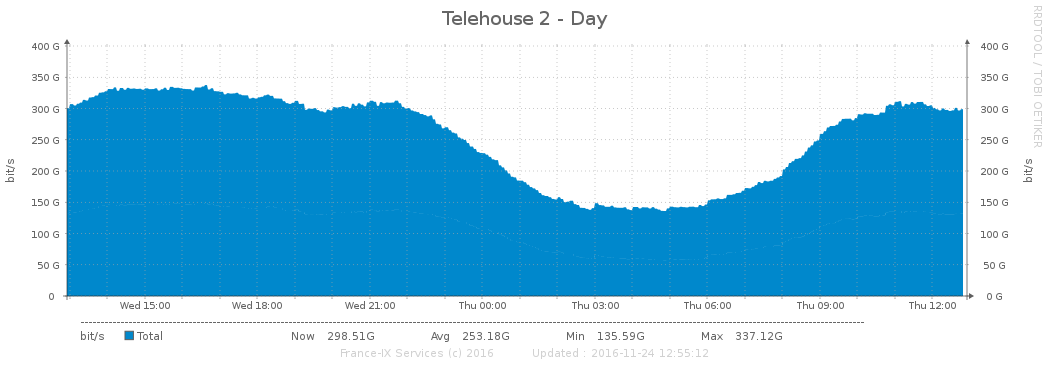 Telehouse 2 - Day
RRDTOOL / TOBI OETIKER
bit/s
400 G
350 G
300 G
250 G
200 G
150 G
100 G
50 G
0
400 G
350 G
300 G
250 G
200 G
150 G
100 G
50 G
0 G
bit/s
Wed 15:00 Wed 18:00 Wed 21:00 Thu 00:00 Thu 03:00 Thu 06:00 Thu 09:00 Thu 12:00
bit/s Total Now 298.51G Avg 253.18G Min 135.59G Max 337.12G
France-IX Services (c) 2016 Updated : 2016-11-24 12:55:12